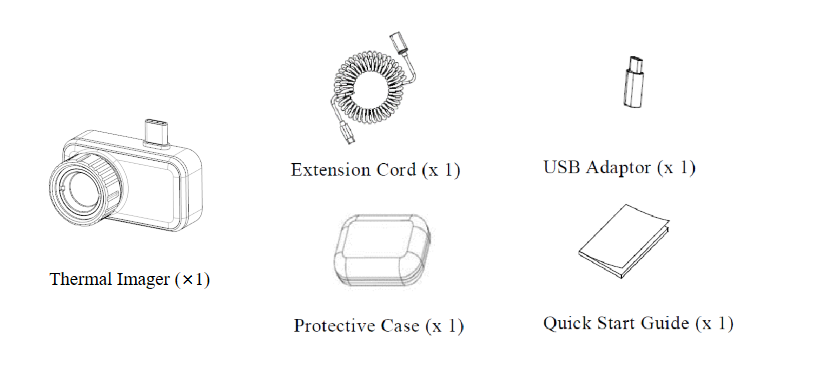 Extension Cord (x 1)
USB Adaptor (x 1)
Thermal Imager (×1)
Protective Case (x 1)
Quick Start Guide (x 1)